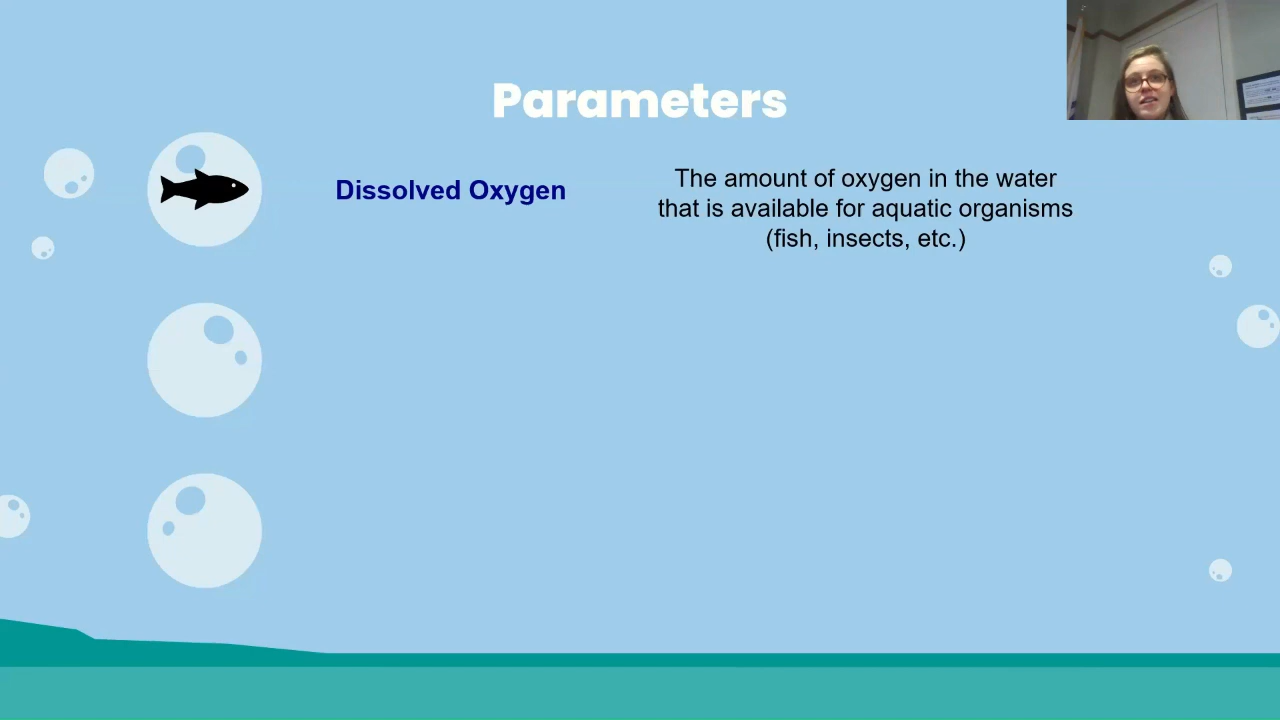 Parameters
Dissolved Oxygen
The amount of oxygen in the water
that is available for aquatic organisms
(fish, insects, etc.)